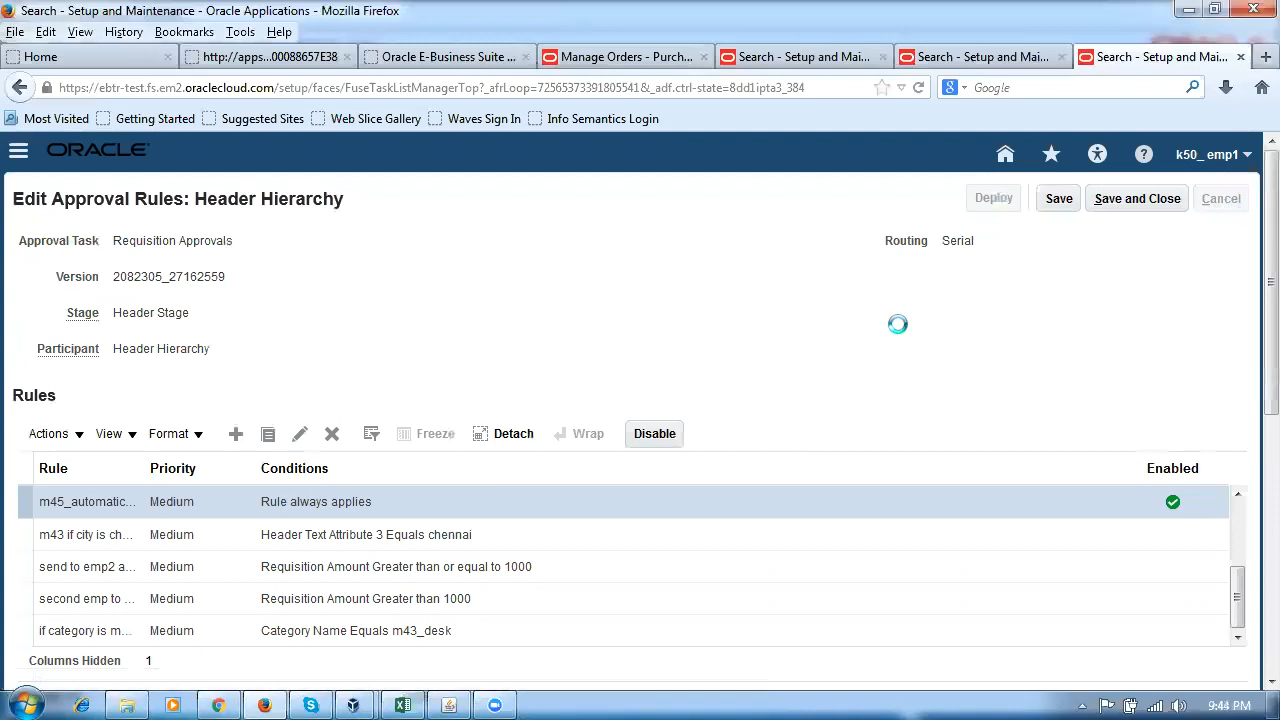 Search - Setup and Maintenance - Oracle Applications - Mozilla Firefox
File Edit View History Bookmarks Tools Help
Home http://apps....00088657E38 Oracle E-Business Suite ... Manage Orders - Purch... Search - Setup and Mai... Search - Setup and Mai... Search - Setup and Mai...
https://ebtr-test.fs.em2.oraclecloud.com/setup/faces/FuseTaskListManagerTop?_afrLoop=72565373391805541&_adf.ctrl-state=8dd1ipta3_384 Google
Most Visited Getting Started Suggested Sites Web Slice Gallery Waves Sign In Info Semantics Login
ORACLE k50_ emp1
Edit Approval Rules: Header Hierarchy Deploy Save Save and Close Cancel
Approval Task Requisition Approvals Routing Serial
Version 2082305_27162559
Stage Header Stage
Participant Header Hierarchy
Rules
Actions View Format Freeze Detach Wrap Disable
Rule Priority Conditions Enabled
m45_automatic... Medium Rule always applies
m43 if city is ch... Medium Header Text Attribute 3 Equals chennai
send to emp2 a... Medium Requisition Amount Greater than or equal to 1000
second emp to ... Medium Requisition Amount Greater than 1000
if category is m... Medium Category Name Equals m43_desk
Columns Hidden 1
9:44 PM